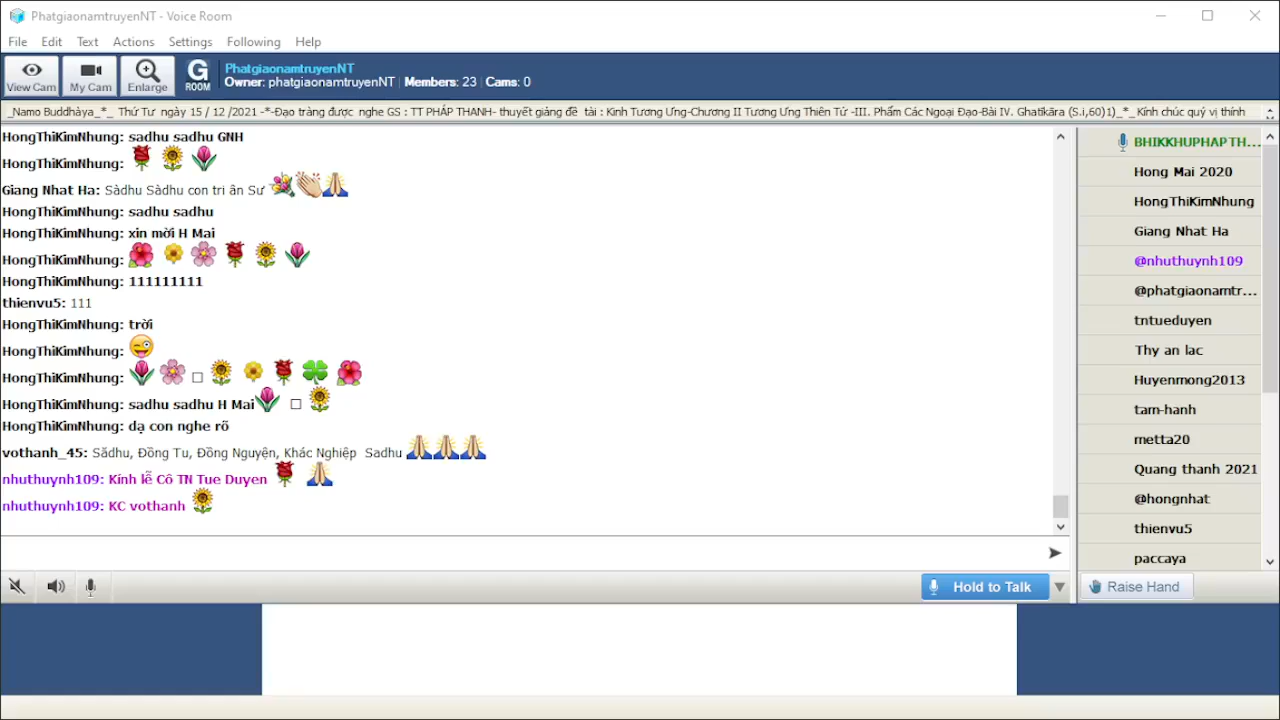 PhatgiaonamtruyenNT - Voice Room
File Edit Text Actions Settings Following Help
View Cam My Cam Enlarge G ROOM
PhatgiaonamtruyenNT
Owner: phatgiaonamtruyenNT Members: 23 Cams: 0
_Namo Buddhàya_*_ Thứ Tư ngày 15 / 12 /2021 -*-Đạo tràng được nghe GS : TT PHÁP THANH- thuyết giảng đề tài : Kinh Tương Ưng-Chương II Tương Ưng Thiên Tử -III. Phẩm Các Ngoại Đạo-Bài IV. Ghatikàra (S.i,60)1)_*_Kính chúc quý vị thính
HongThiKimNhung: sadhu sadhu GNH
HongThiKimNhung:
Giang Nhat Ha: Sàdhu Sàdhu con tri ân Sư
HongThiKimNhung: sadhu sadhu
HongThiKimNhung: xin mời H Mai
HongThiKimNhung:
HongThiKimNhung: 111111111
thienvu5: 111
HongThiKimNhung: trời
HongThiKimNhung:
HongThiKimNhung:
HongThiKimNhung: sadhu sadhu H Mai
HongThiKimNhung: dạ con nghe rõ
vothanh_45: Sădhu, Đồng Tu, Đồng Nguyện, Khác Nghiệp Sadhu
nhuthuynh109: Kính lễ Cô TN Tue Duyen
nhuthuynh109: KC vothanh
BHIKKHUPHAPTH...
Hong Mai 2020
HongThiKimNhung
Giang Nhat Ha
@nhuthuynh109
@phatgiaonamtr...
tntueduyen
Thy an lac
Huyenmong2013
tam-hanh
metta20
Quang thanh 2021
@hongnhat
thienvu5
paccaya
Hold to Talk
Raise Hand